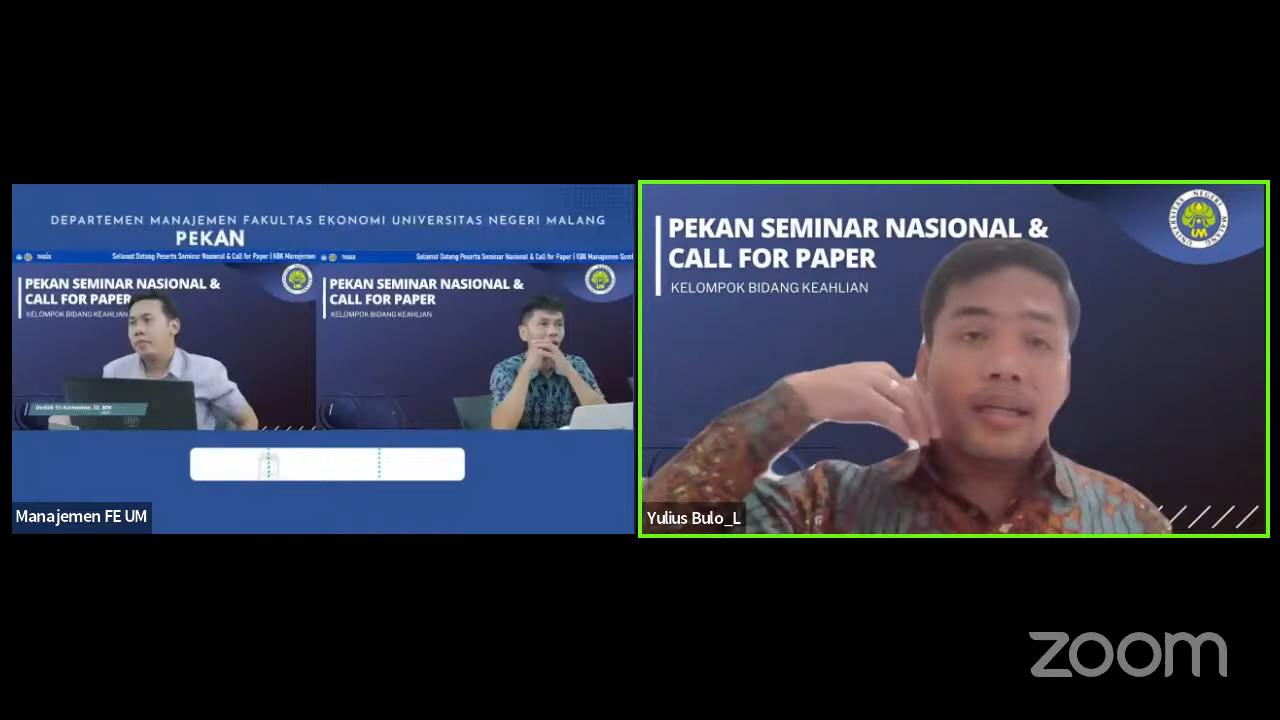 DEPARTEMEN MANAJEMEN FAKULTAS EKONOMI UNIVERSITAS NEGERI MALANG
PEKAN
Selamat Datang Peserta Seminar Nasional & Call for Paper | KBK Manajemen
Selamat Datang Peserta Seminar Nasional & Call for Paper | KBK Manajemen Sum
PEKAN SEMINAR NASIONAL &
CALL FOR PAPER
KELOMPOK BIDANG KEAHLIAN
PEKAN SEMINAR NASIONAL &
CALL FOR PAPER
KELOMPOK BIDANG KEAHLIAN
Manajemen FE UM
PEKAN SEMINAR NASIONAL &
CALL FOR PAPER
KELOMPOK BIDANG KEAHLIAN
UNIVERSITAS NEGERI MALANG
UM
Yulius Bulo_L
zoom